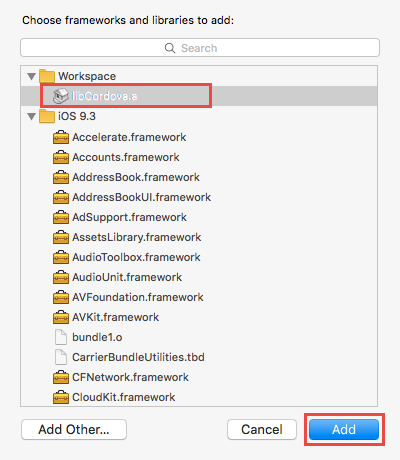 Choose frameworks and libraries to add:
Search
Workspace
libCordova.a
iOS 9.3
Accelerate.framework
Accounts.framework
AddressBook.framework
AddressBookUI.framework
AdSupport.framework
AssetsLibrary.framework
AudioToolbox.framework
AudioUnit.framework
AVFoundation.framework
AVKit.framework
bundle1.o
CarrierBundleUtilities.tbd
CFNetwork.framework
CloudKit.framework
Add Other... Cancel Add